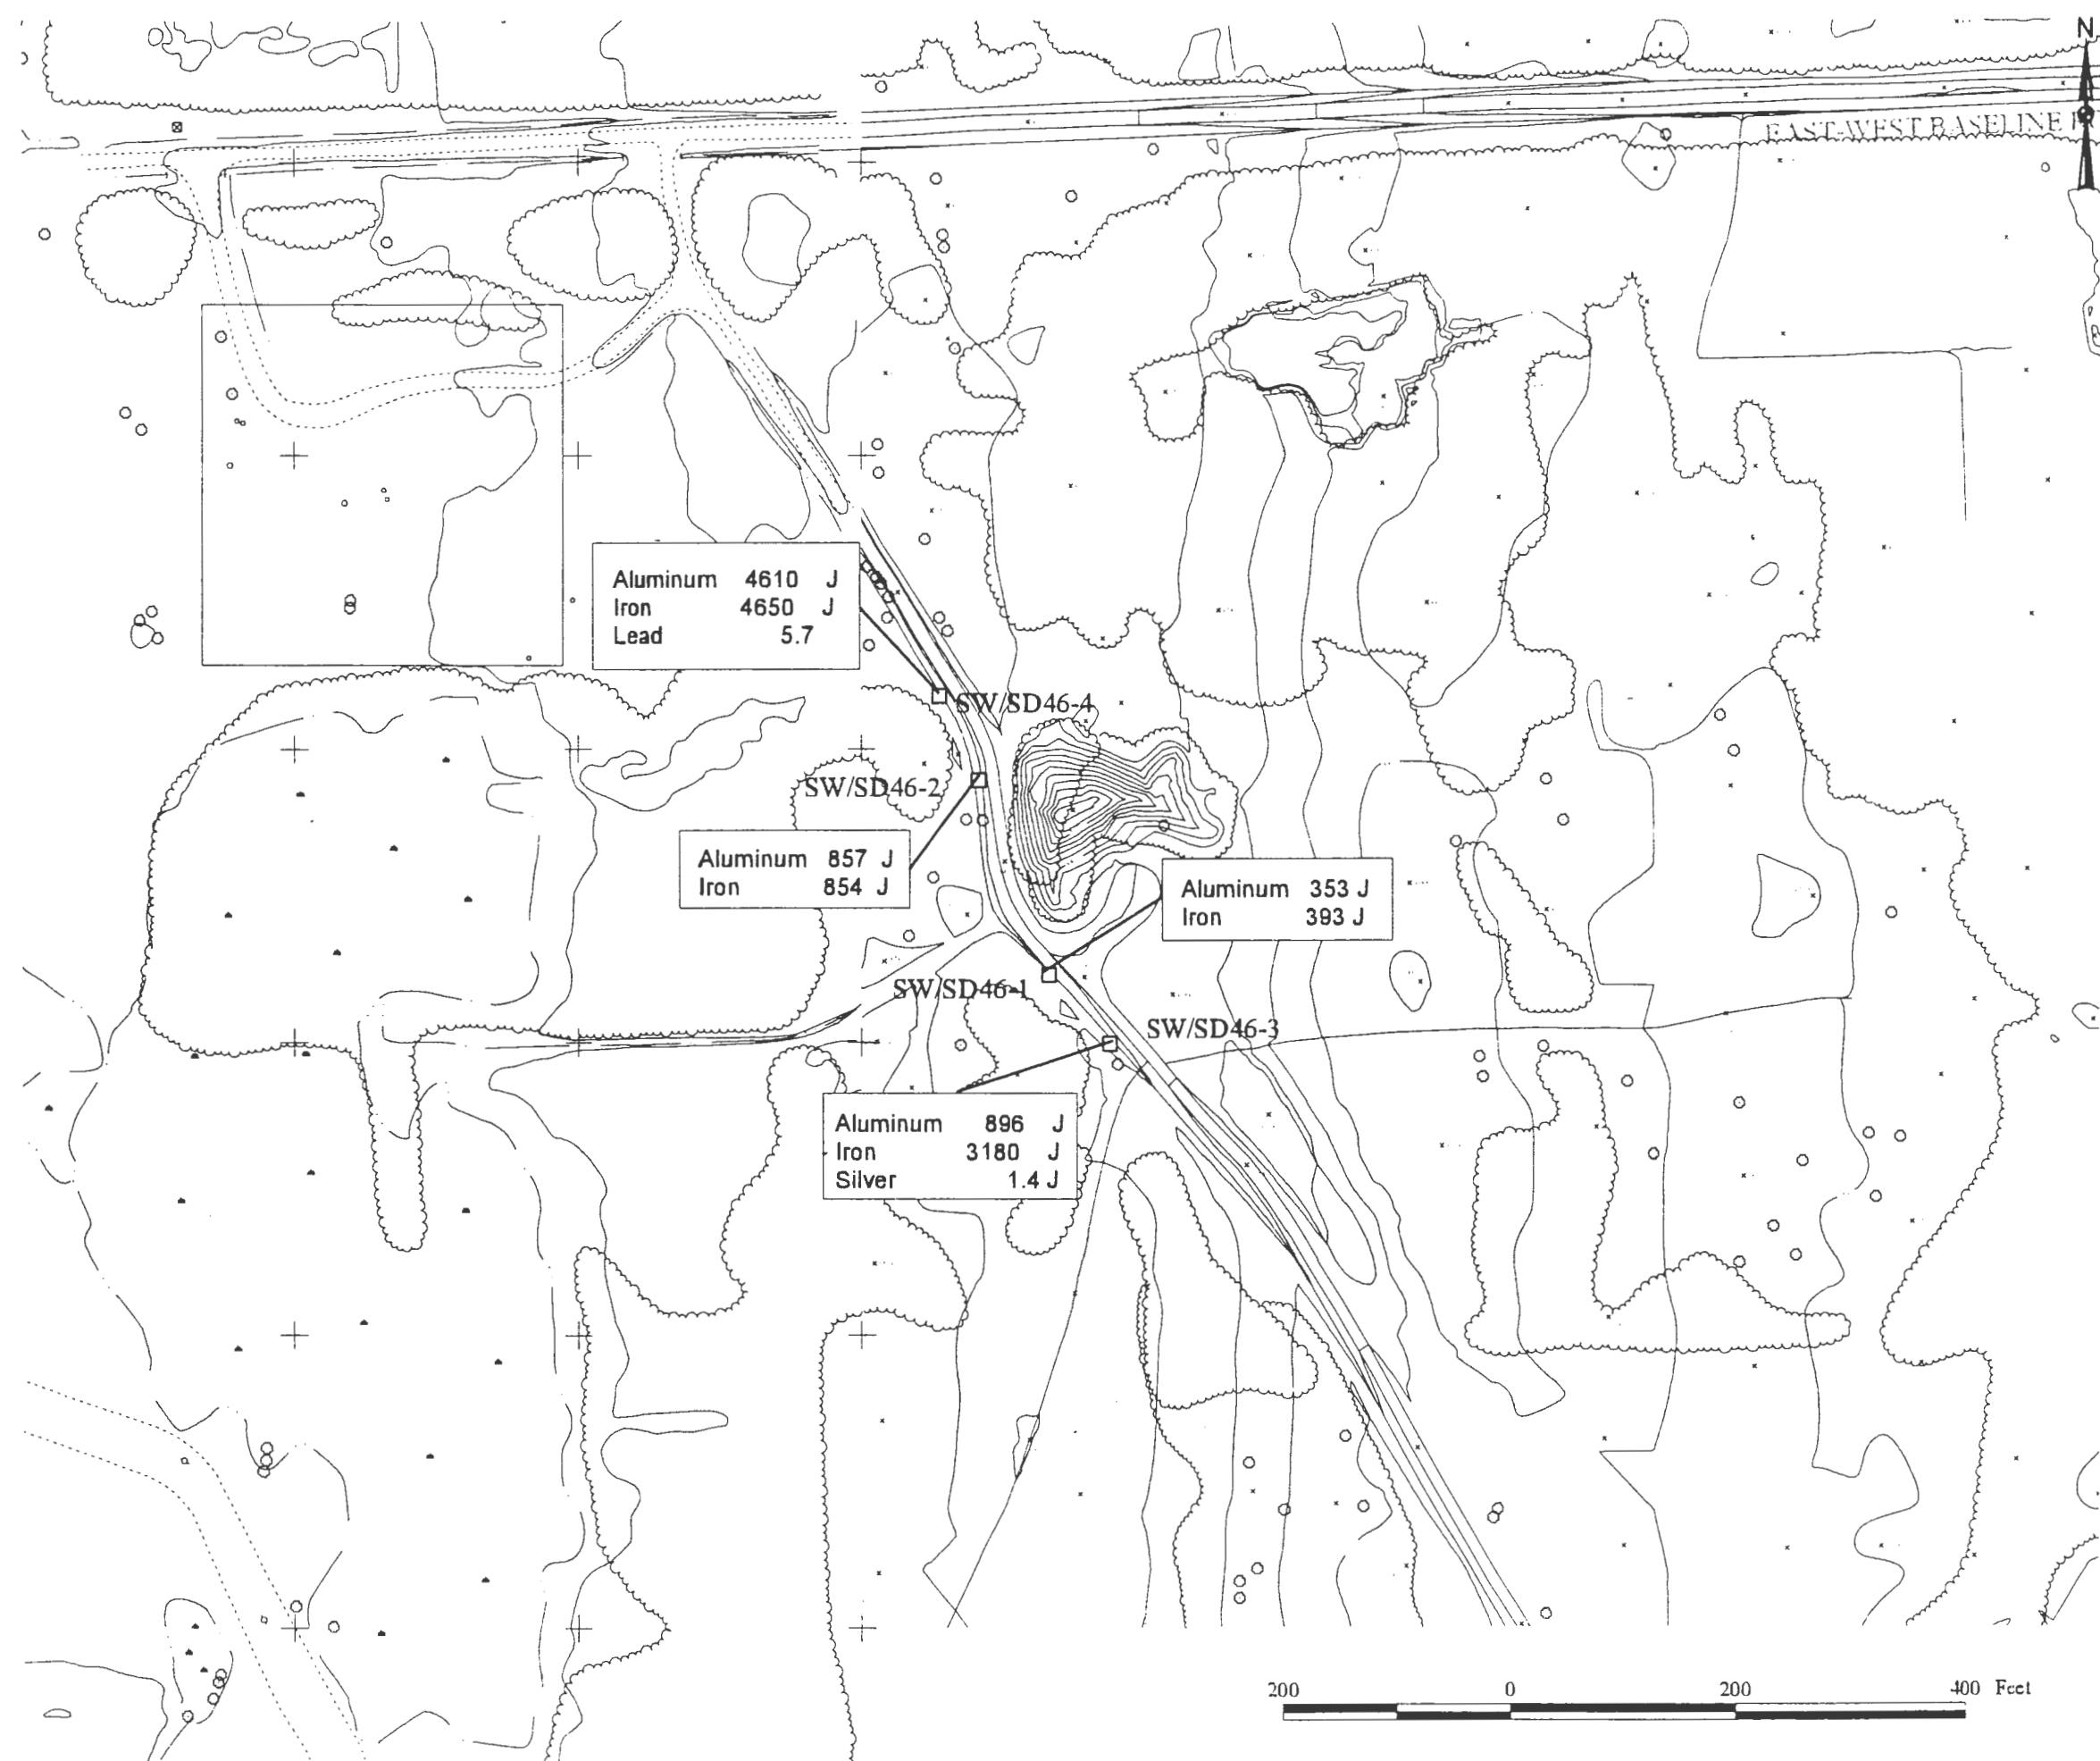 N
EAST-WEST BASELINE
Aluminum 4610 J
Iron 4650 J
Lead 5.7
SW/SD46-4
SW/SD46-2
Aluminum 857 J
Iron 854 J
Aluminum 353 J
Iron 393 J
SW/SD46-1
SW/SD46-3
Aluminum 896 J
Iron 3180 J
Silver 1.4 J
200 0 200 400 Feet